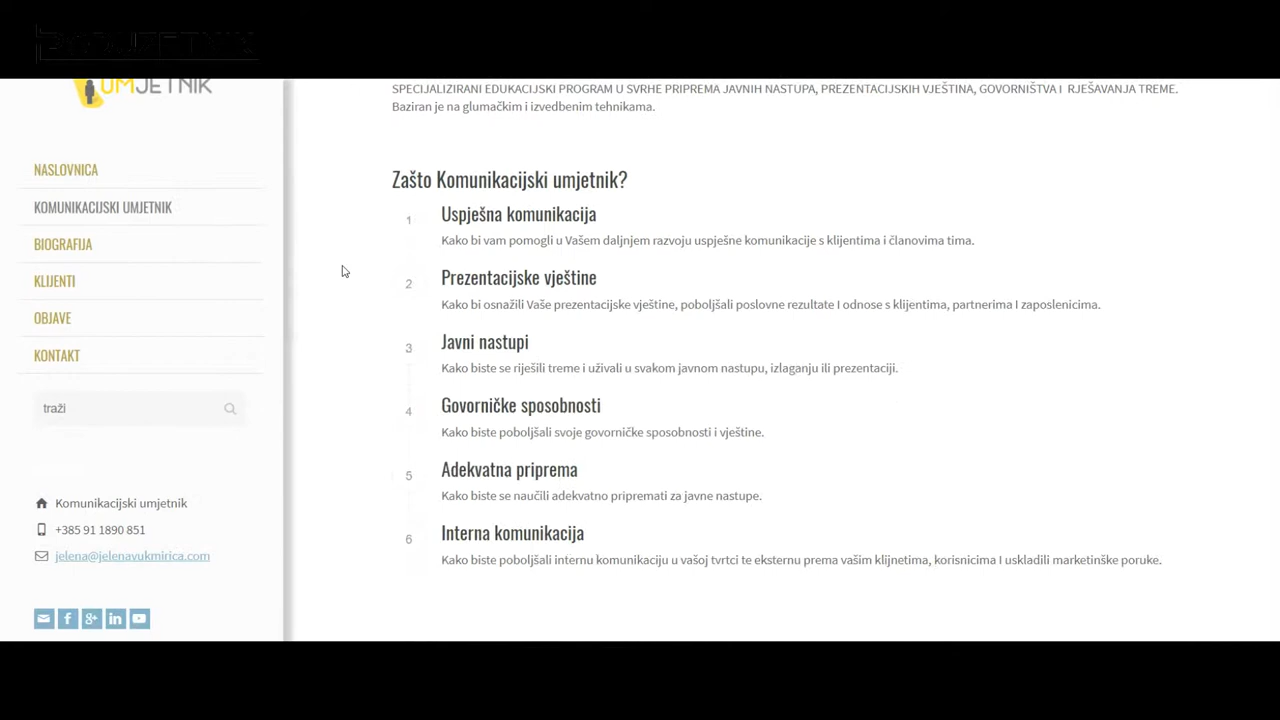 UMJETNIK
NASLOVNICA
KOMUNIKACIJSKI UMJETNIK
BIOGRAFIJA
KLIJENTI
OBJAVE
KONTAKT
traži
Komunikacijski umjetnik
+385 91 1890 851
jelena@jelenavukmirica.com
SPECIJALIZIRANI EDUKACIJSKI PROGRAM U SVRHE PRIPREMA JAVNIH NASTUPA, PREZENTACIJSKIH VJEŠTINA, GOVORNIŠTVA I RJEŠAVANJA TREME.
Baziran je na glumačkim i izvedbenim tehnikama.
Zašto Komunikacijski umjetnik?
1
Uspješna komunikacija
Kako bi vam pomogli u Vašem daljnjem razvoju uspješne komunikacije s klijentima i članovima tima.
2
Prezentacijske vještine
Kako bi osnažili Vaše prezentacijske vještine, poboljšali poslovne rezultate I odnose s klijentima, partnerima I zaposlenicima.
3
Javni nastupi
Kako biste se riješili treme i uživali u svakom javnom nastupu, izlaganju ili prezentaciji.
4
Govorničke sposobnosti
Kako biste poboljšali svoje govorničke sposobnosti i vještine.
5
Adekvatna priprema
Kako biste se naučili adekvatno pripremati za javne nastupe.
6
Interna komunikacija
Kako biste poboljšali internu komunikaciju u vašoj tvrtci te eksternu prema vašim klijnetima, korisnicima I uskladili marketinške poruke.